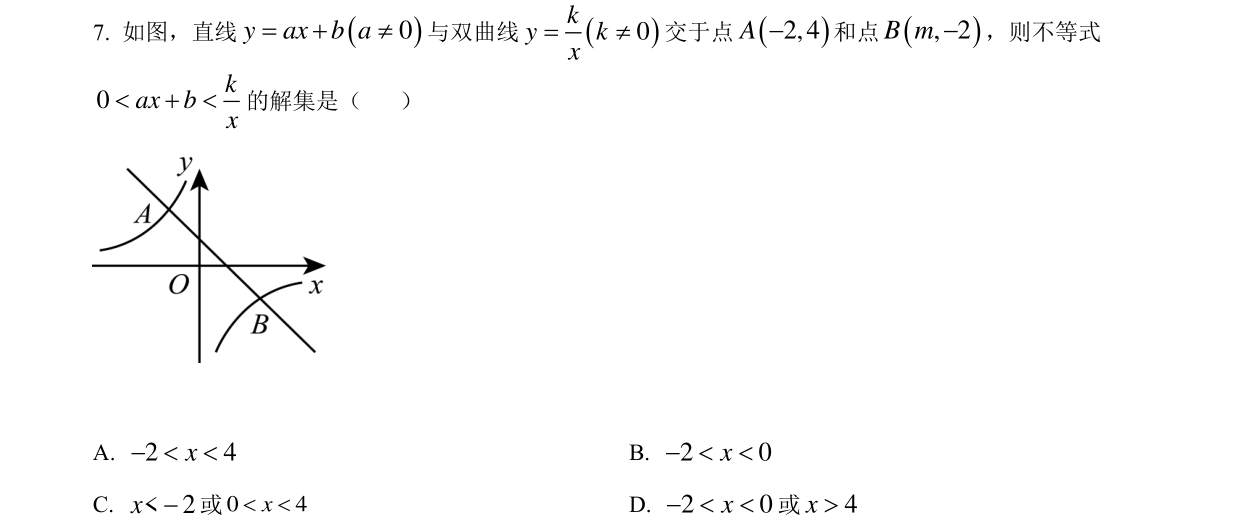 7. 如图，直线 y = ax + b (a ≠ 0) 与双曲线 y = k/x (k ≠ 0) 交于点 A(−2,4) 和点 B(m,−2)，则不等式
0 < ax + b < k/x 的解集是（　　）
y
A
O
x
B
A. −2 < x < 4
B. −2 < x < 0
C. x < −2 或 0 < x < 4
D. −2 < x < 0 或 x > 4